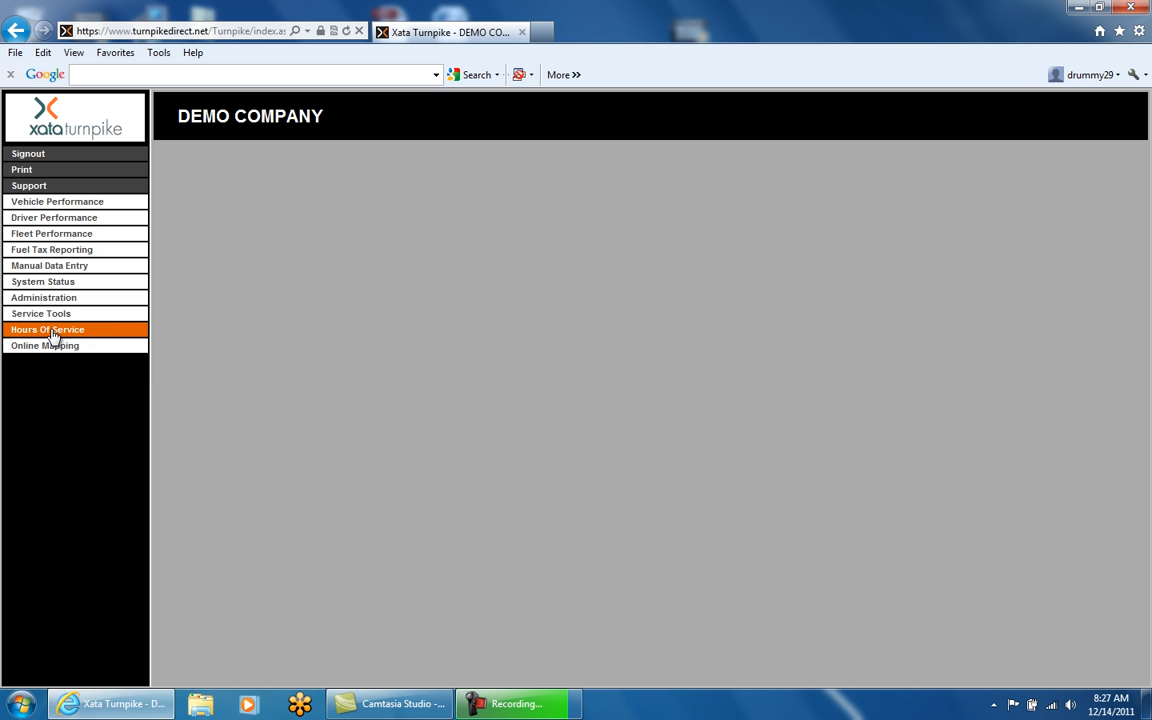 https://www.turnpikedirect.net/Turnpike/index.as
Xata Turnpike - DEMO CO...
File Edit View Favorites Tools Help
Google Search More »
drummy29
xataturnpike
DEMO COMPANY
Signout
Print
Support
Vehicle Performance
Driver Performance
Fleet Performance
Fuel Tax Reporting
Manual Data Entry
System Status
Administration
Service Tools
Hours Of Service
Online Mapping
Xata Turnpike - D...
Camtasia Studio -...
Recording...
8:27 AM
12/14/2011